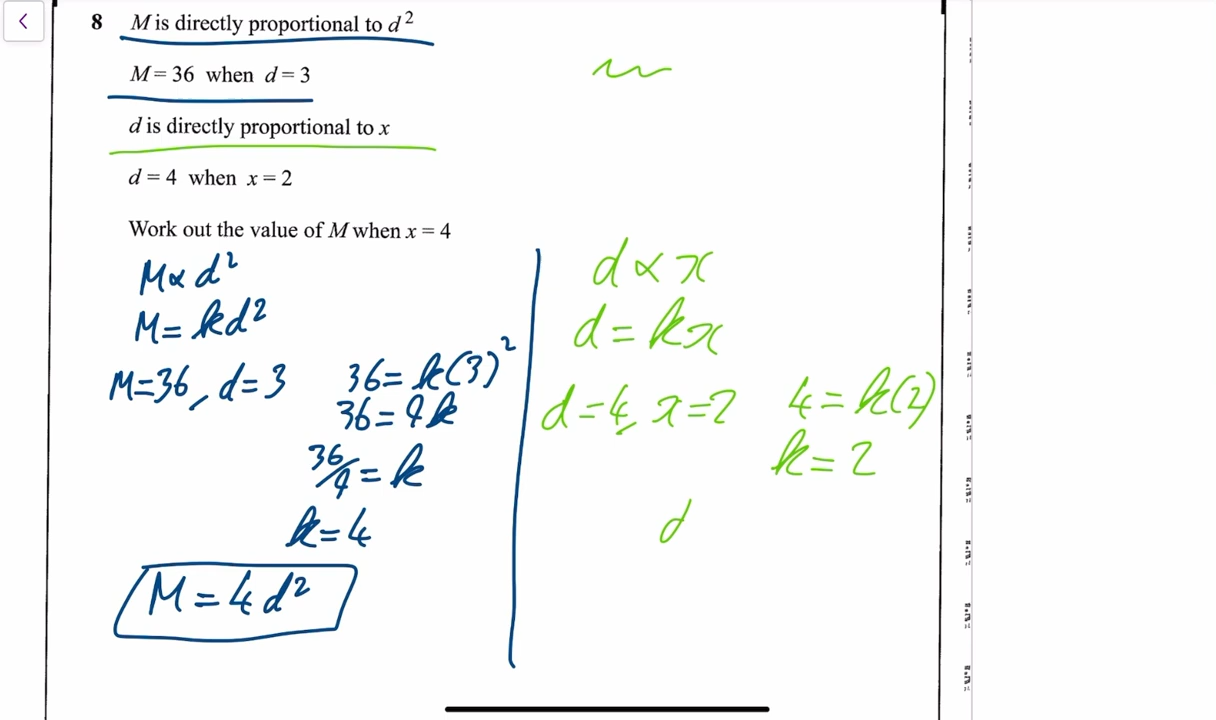 8 M is directly proportional to d²
M = 36 when d = 3
d is directly proportional to x
d = 4 when x = 2
Work out the value of M when x = 4
M∝d²
M=kd²
M=36, d=3 36=k(3)²
36=9k
36/9=k
k=4
M=4d²
d∝x
d=kx
d=4, x=2 4=k(2)
k=2
d